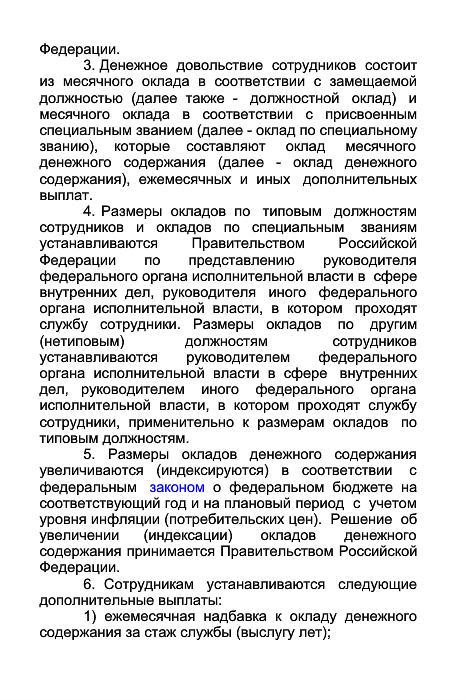 Федерации.
3. Денежное довольствие сотрудников состоит
из месячного оклада в соответствии с замещаемой
должностью (далее также - должностной оклад) и
месячного оклада в соответствии с присвоенным
специальным званием (далее - оклад по специальному
званию), которые составляют оклад месячного
денежного содержания (далее - оклад денежного
содержания), ежемесячных и иных дополнительных
выплат.
4. Размеры окладов по типовым должностям
сотрудников и окладов по специальным званиям
устанавливаются Правительством Российской
Федерации по представлению руководителя
федерального органа исполнительной власти в сфере
внутренних дел, руководителя иного федерального
органа исполнительной власти, в котором проходят
службу сотрудники. Размеры окладов по другим
(нетиповым) должностям сотрудников
устанавливаются руководителем федерального
органа исполнительной власти в сфере внутренних
дел, руководителем иного федерального органа
исполнительной власти, в котором проходят службу
сотрудники, применительно к размерам окладов по
типовым должностям.
5. Размеры окладов денежного содержания
увеличиваются (индексируются) в соответствии с
федеральным законом о федеральном бюджете на
соответствующий год и на плановый период с учетом
уровня инфляции (потребительских цен). Решение об
увеличении (индексации) окладов денежного
содержания принимается Правительством Российской
Федерации.
6. Сотрудникам устанавливаются следующие
дополнительные выплаты:
1) ежемесячная надбавка к окладу денежного
содержания за стаж службы (выслугу лет);